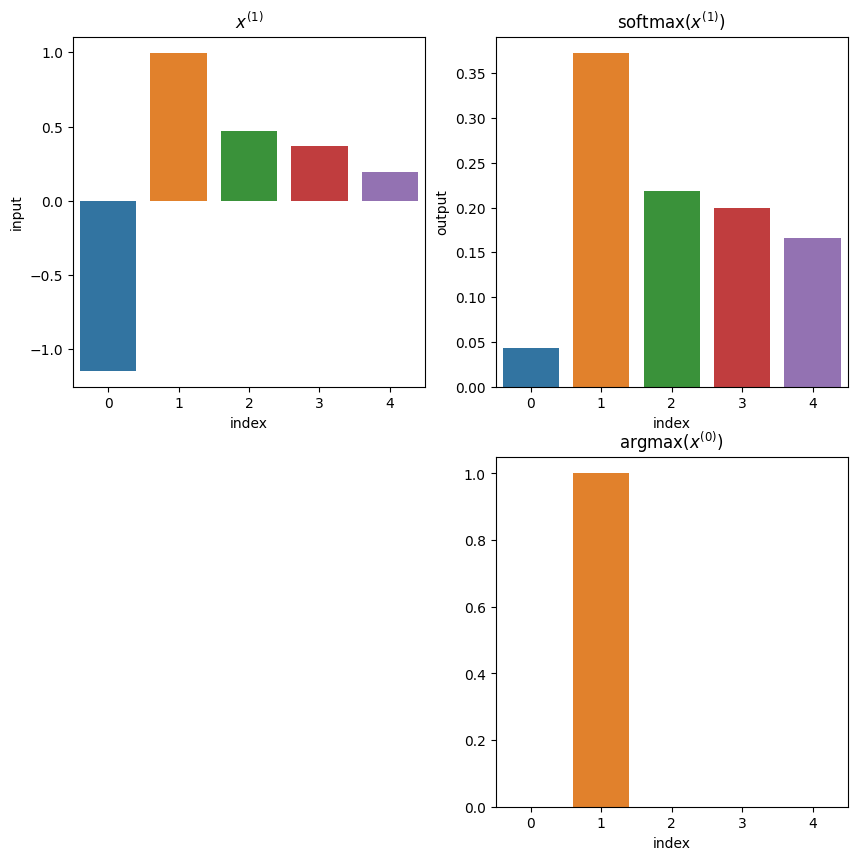 x^(1)
1.0
0.5
0.0
−0.5
−1.0
input
0 1 2 3 4
index
softmax(x^(1))
0.35
0.30
0.25
0.20
0.15
0.10
0.05
0.00
output
0 1 2 3 4
index
argmax(x^(0))
1.0
0.8
0.6
0.4
0.2
0.0
0 1 2 3 4
index